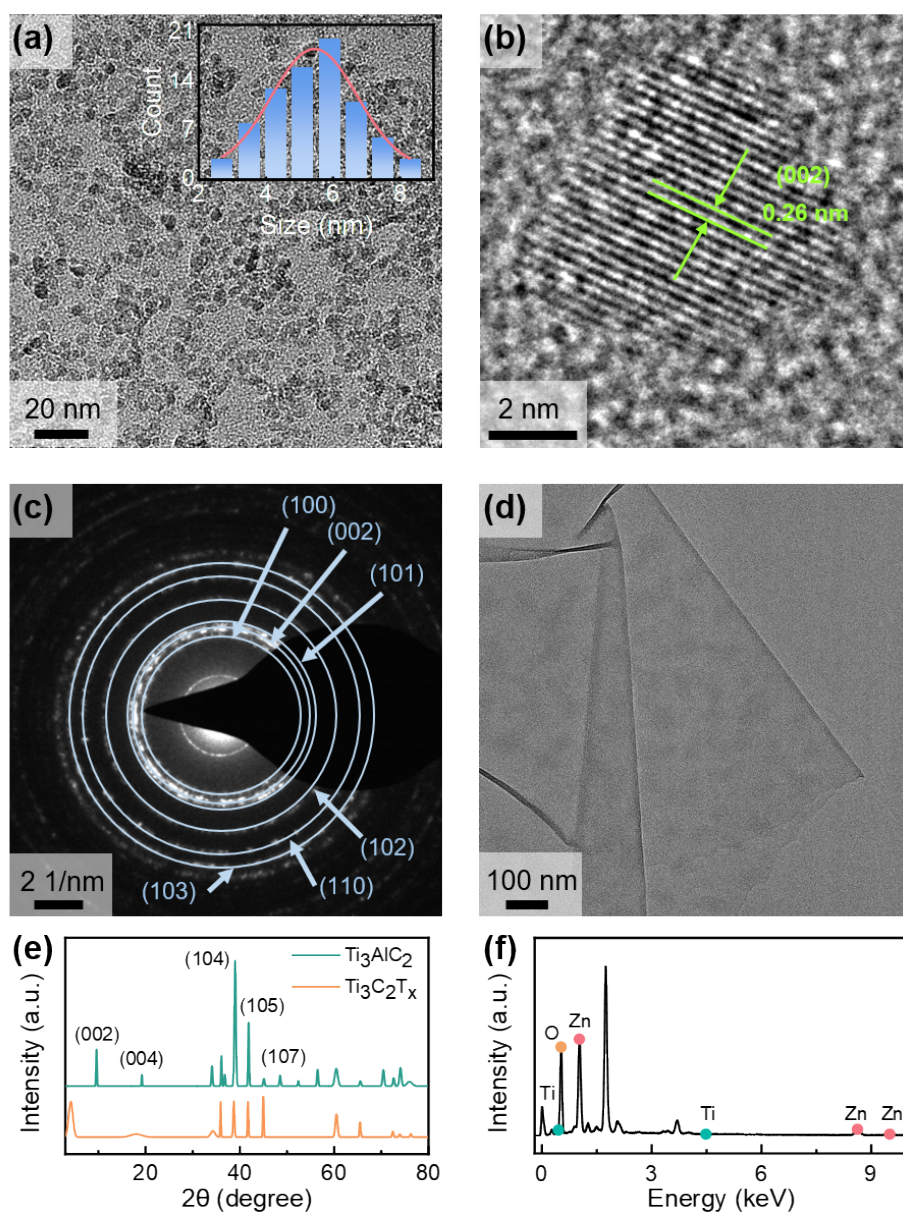 (a)
21
14
7
0
Count
2
4
6
8
Size (nm)
20 nm
(b)
(002)
0.26 nm
2 nm
(c)
(100)
(002)
(101)
(102)
(110)
(103)
2 1/nm
(d)
100 nm
(e)
Intensity (a.u.)
(002)
(004)
(104)
(105)
(107)
Ti₃AlC₂
Ti₃C₂Tₓ
20
40
60
80
2θ (degree)
(f)
Intensity (a.u.)
Ti
O
Zn
Ti
Zn
Zn
0
3
6
9
Energy (keV)